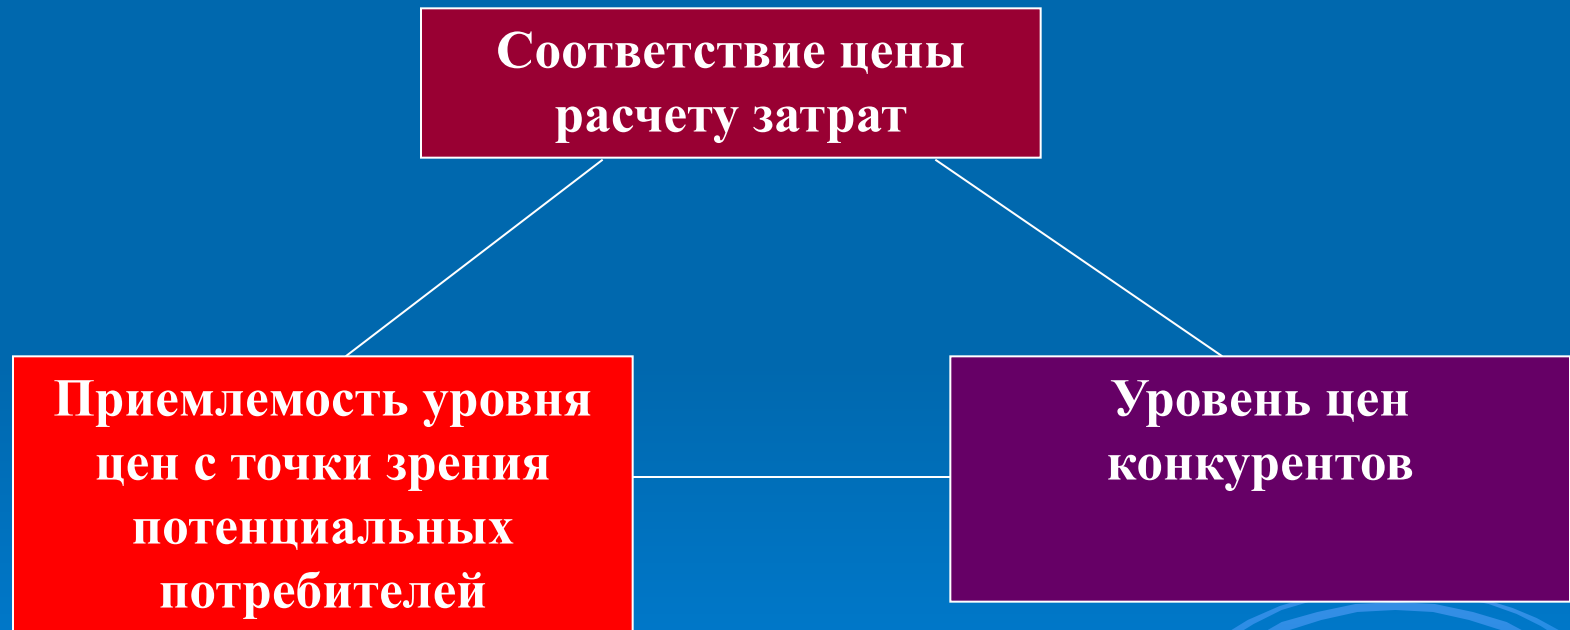 Соответствие цены
расчету затрат
Приемлемость уровня
цен с точки зрения
потенциальных
потребителей
Уровень цен
конкурентов